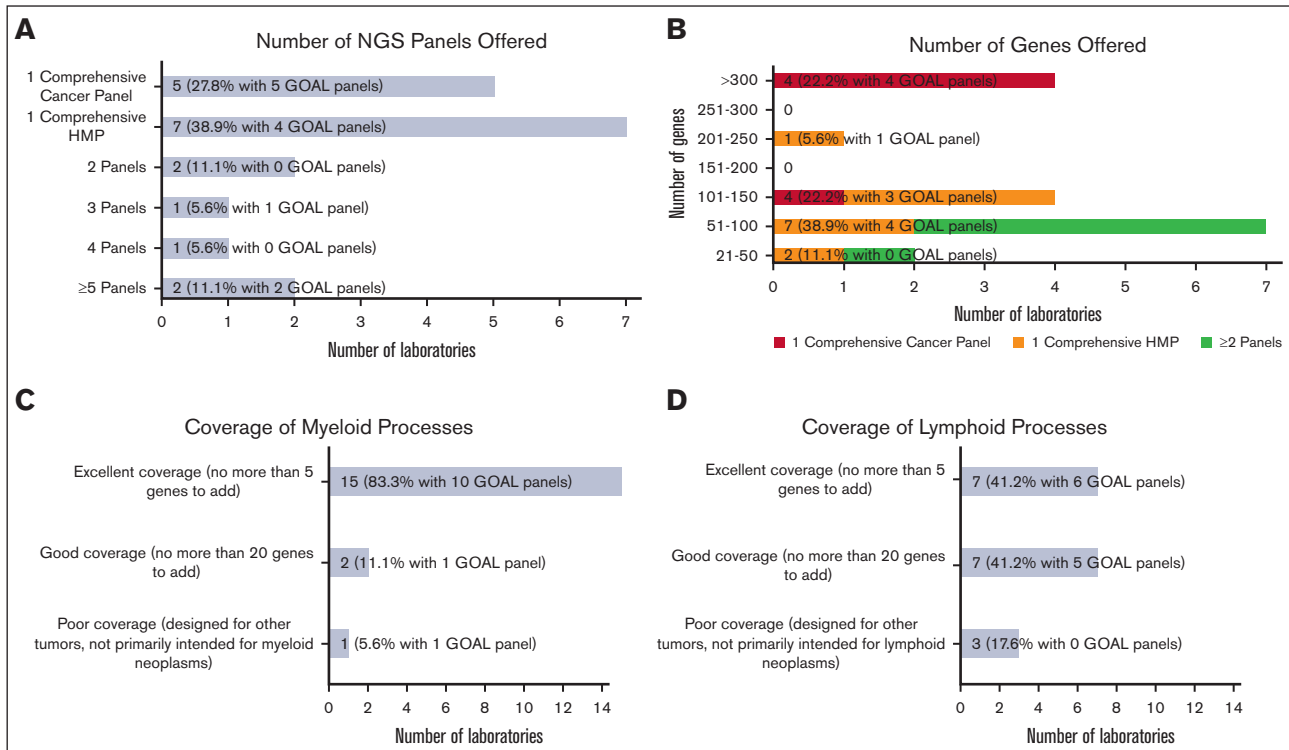 A
Number of NGS Panels Offered
1 Comprehensive
Cancer Panel
5 (27.8% with 5 GOAL panels)
1 Comprehensive
HMP
7 (38.9% with 4 GOAL panels)
2 Panels
2 (11.1% with 0 GOAL panels)
3 Panels
1 (5.6% with 1 GOAL panel)
4 Panels
1 (5.6% with 0 GOAL panels)
≥5 Panels
2 (11.1% with 2 GOAL panels)
0 1 2 3 4 5 6 7
Number of laboratories
B
Number of Genes Offered
Number of genes
>300
4 (22.2% with 4 GOAL panels)
251-300
0
201-250
1 (5.6% with 1 GOAL panel)
151-200
0
101-150
4 (22.2% with 3 GOAL panels)
51-100
7 (38.9% with 4 GOAL panels)
21-50
2 (11.1% with 0 GOAL panels)
0 1 2 3 4 5 6 7
Number of laboratories
1 Comprehensive Cancer Panel
1 Comprehensive HMP
≥2 Panels
C
Coverage of Myeloid Processes
Excellent coverage (no more than 5
genes to add)
15 (83.3% with 10 GOAL panels)
Good coverage (no more than 20 genes
to add)
2 (11.1% with 1 GOAL panel)
Poor coverage (designed for other
tumors, not primarily intended for myeloid
neoplasms)
1 (5.6% with 1 GOAL panel)
0 2 4 6 8 10 12 14
Number of laboratories
D
Coverage of Lymphoid Processes
Excellent coverage (no more than 5
genes to add)
7 (41.2% with 6 GOAL panels)
Good coverage (no more than 20 genes
to add)
7 (41.2% with 5 GOAL panels)
Poor coverage (designed for other
tumors, not primarily intended for lymphoid
neoplasms)
3 (17.6% with 0 GOAL panels)
0 2 4 6 8 10 12 14
Number of laboratories